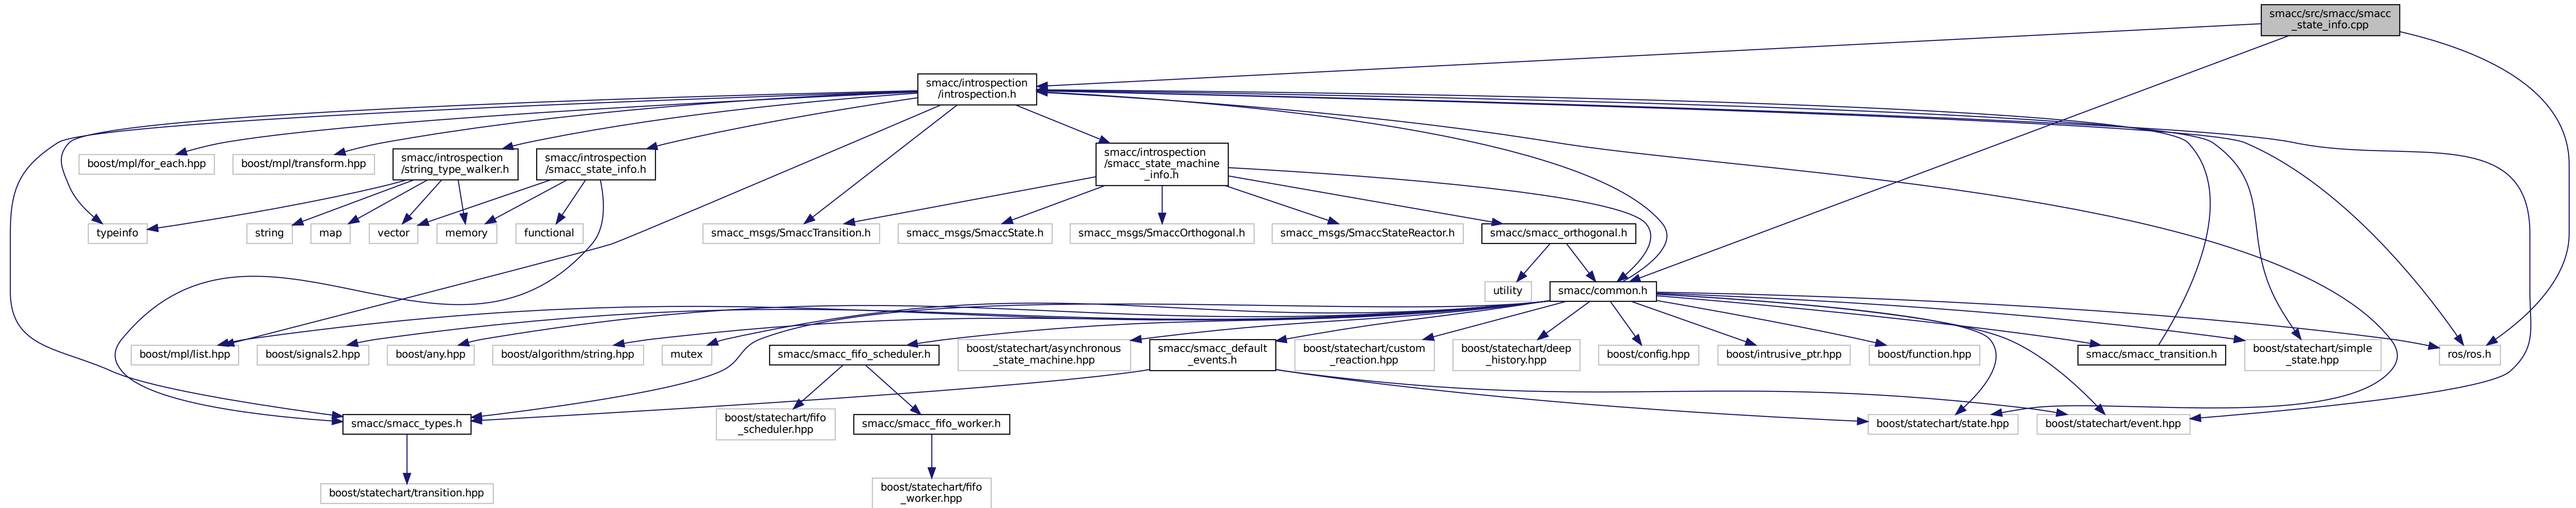 smacc/src/smacc/smacc
_state_info.cpp
smacc/introspection
/introspection.h
boost/mpl/for_each.hpp
boost/mpl/transform.hpp
smacc/introspection
/string_type_walker.h
smacc/introspection
/smacc_state_info.h
smacc/introspection
/smacc_state_machine
_info.h
typeinfo
string
map
vector
memory
functional
smacc_msgs/SmaccTransition.h
smacc_msgs/SmaccState.h
smacc_msgs/SmaccOrthogonal.h
smacc_msgs/SmaccStateReactor.h
smacc/smacc_orthogonal.h
utility
smacc/common.h
boost/mpl/list.hpp
boost/signals2.hpp
boost/any.hpp
boost/algorithm/string.hpp
mutex
smacc/smacc_fifo_scheduler.h
boost/statechart/asynchronous
_state_machine.hpp
smacc/smacc_default
_events.h
boost/statechart/custom
_reaction.hpp
boost/statechart/deep
_history.hpp
boost/config.hpp
boost/intrusive_ptr.hpp
boost/function.hpp
smacc/smacc_transition.h
boost/statechart/simple
_state.hpp
ros/ros.h
smacc/smacc_types.h
boost/statechart/fifo
_scheduler.hpp
smacc/smacc_fifo_worker.h
boost/statechart/state.hpp
boost/statechart/event.hpp
boost/statechart/transition.hpp
boost/statechart/fifo
_worker.hpp